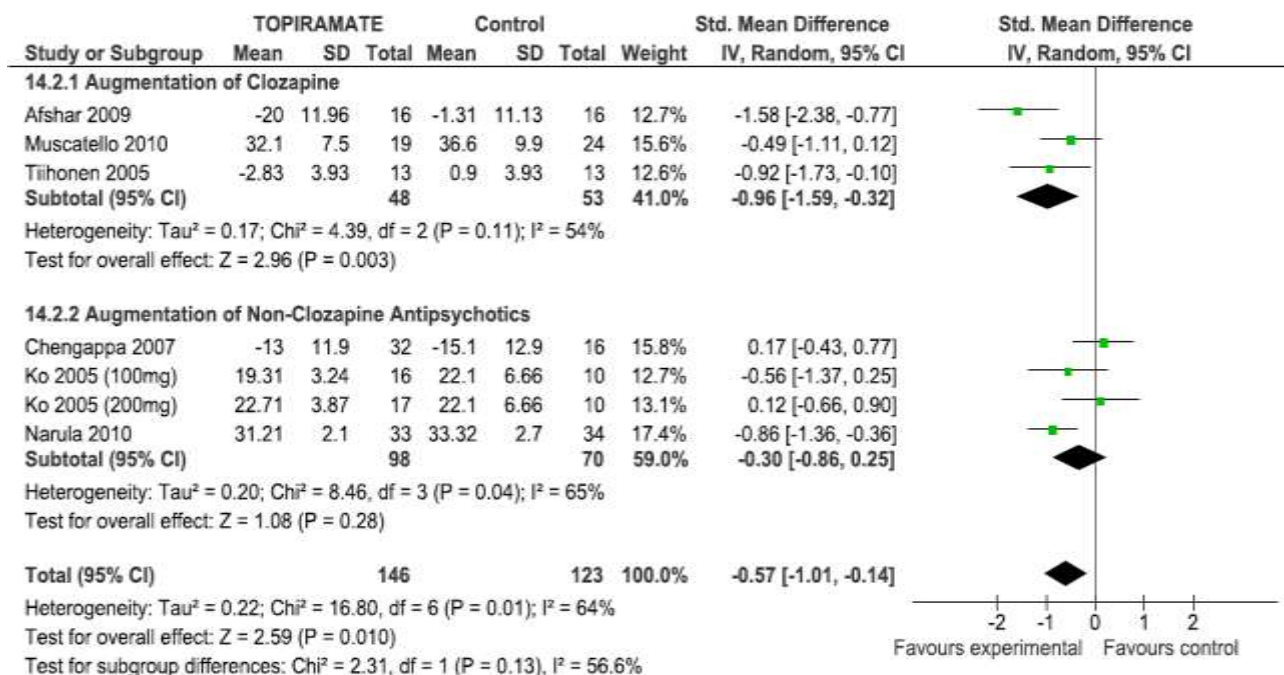 TOPIRAMATE Control Std. Mean Difference Std. Mean Difference
Study or Subgroup Mean SD Total Mean SD Total Weight IV, Random, 95% CI IV, Random, 95% CI
14.2.1 Augmentation of Clozapine
Afshar 2009 -20 11.96 16 -1.31 11.13 16 12.7% -1.58 [-2.38, -0.77]
Muscatello 2010 32.1 7.5 19 36.6 9.9 24 15.6% -0.49 [-1.11, 0.12]
Tiihonen 2005 -2.83 3.93 13 0.9 3.93 13 12.6% -0.92 [-1.73, -0.10]
Subtotal (95% CI) 48 53 41.0% -0.96 [-1.59, -0.32]
Heterogeneity: Tau² = 0.17; Chi² = 4.39, df = 2 (P = 0.11); I² = 54%
Test for overall effect: Z = 2.96 (P = 0.003)
14.2.2 Augmentation of Non-Clozapine Antipsychotics
Chengappa 2007 -13 11.9 32 -15.1 12.9 16 15.8% 0.17 [-0.43, 0.77]
Ko 2005 (100mg) 19.31 3.24 16 22.1 6.66 10 12.7% -0.56 [-1.37, 0.25]
Ko 2005 (200mg) 22.71 3.87 17 22.1 6.66 10 13.1% 0.12 [-0.66, 0.90]
Narula 2010 31.21 2.1 33 33.32 2.7 34 17.4% -0.86 [-1.36, -0.36]
Subtotal (95% CI) 98 70 59.0% -0.30 [-0.86, 0.25]
Heterogeneity: Tau² = 0.20; Chi² = 8.46, df = 3 (P = 0.04); I² = 65%
Test for overall effect: Z = 1.08 (P = 0.28)
Total (95% CI) 146 123 100.0% -0.57 [-1.01, -0.14]
Heterogeneity: Tau² = 0.22; Chi² = 16.80, df = 6 (P = 0.01); I² = 64%
Test for overall effect: Z = 2.59 (P = 0.010)
Test for subgroup differences: Chi² = 2.31, df = 1 (P = 0.13), I² = 56.6%
-2 -1 0 1 2
Favours experimental Favours control